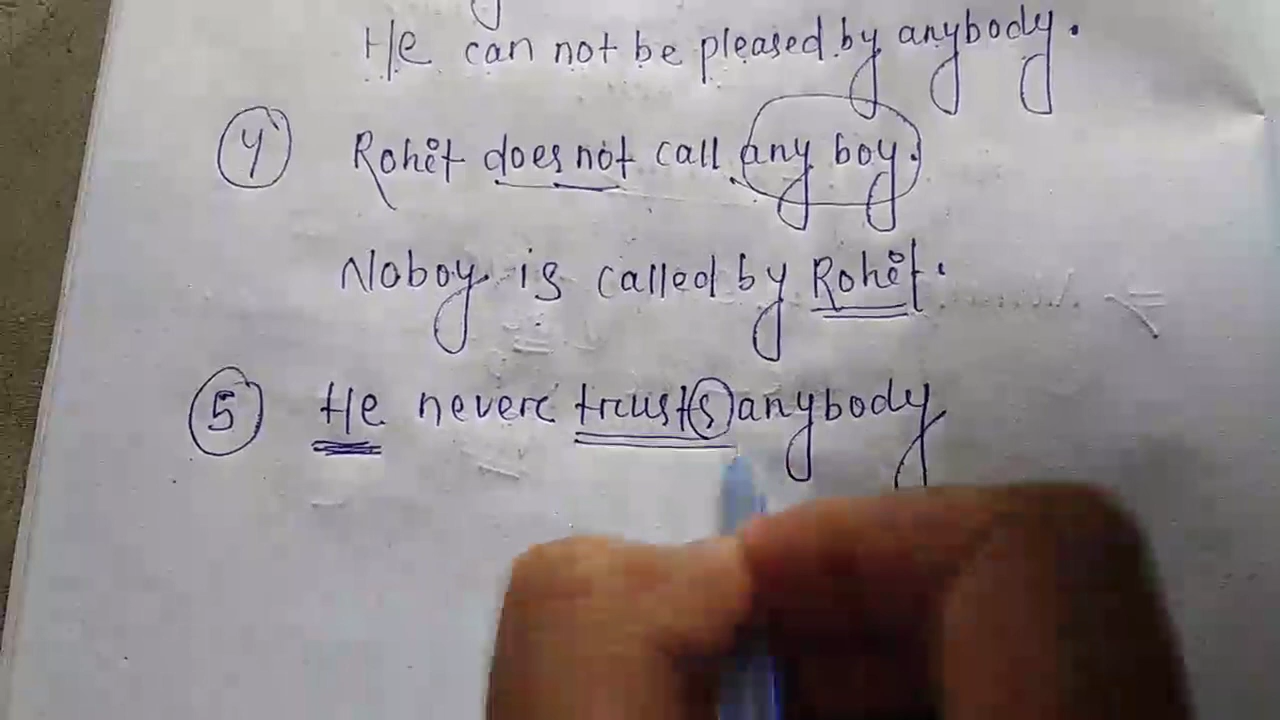 He can not be pleased by anybody.
4 Rohit does not call any boy.
Noboy is called by Rohit.
5 He never trusts anybody